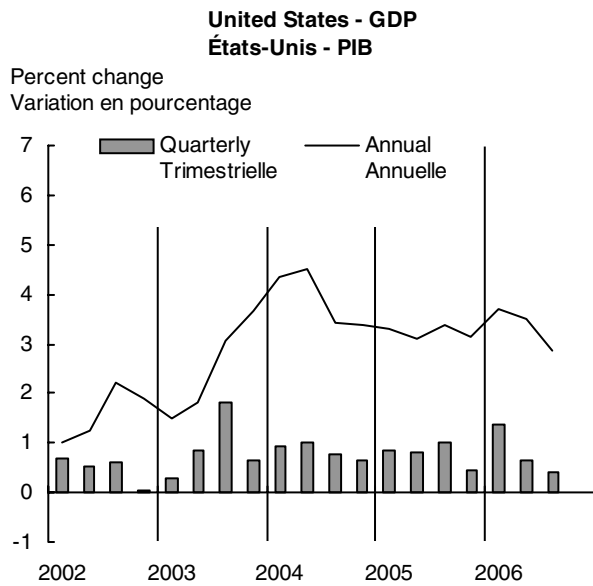 United States - GDP
États-Unis - PIB
Percent change
Variation en pourcentage
7
Quarterly
Trimestrielle
Annual
Annuelle
6
5
4
3
2
1
0
-1
2002 2003 2004 2005 2006